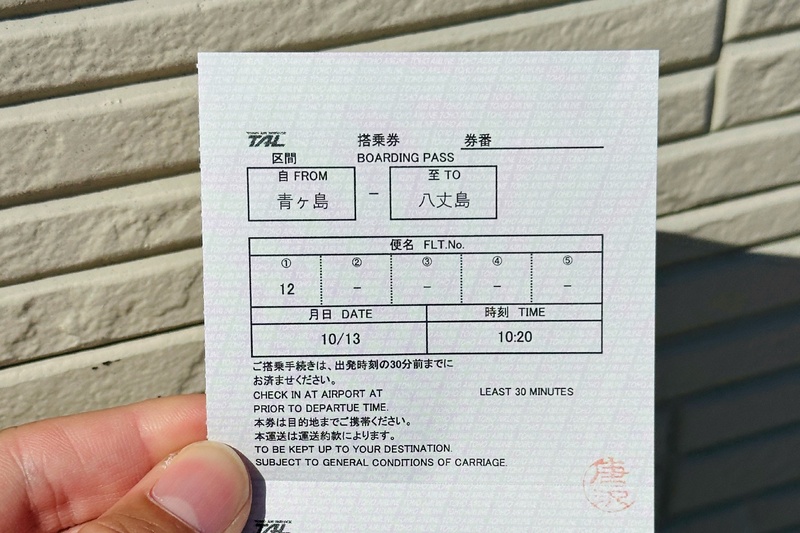 TAL 搭乗券 券番
区間 BOARDING PASS
自 FROM 至 TO
青ヶ島 － 八丈島
便名 FLT.No.
① ② ③ ④ ⑤
12 － － － －
月日 DATE 時刻 TIME
10/13 10:20
ご搭乗手続きは、出発時刻の30分前までに
お済ませください。
CHECK IN AT AIRPORT AT LEAST 30 MINUTES
PRIOR TO DEPARTUE TIME.
本券は目的地までご携帯ください。
本運送は運送約款によります。
TO BE KEPT UP TO YOUR DESTINATION.
SUBJECT TO GENERAL CONDITIONS OF CARRIAGE.
唐沢
TAL